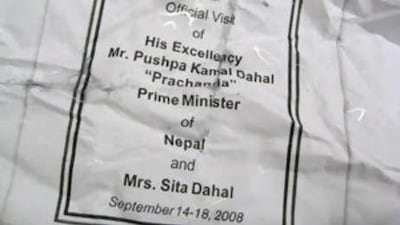 Official Visit
of
His Excellency
Mr. Pushpa Kamal Dahal
"Prachanda"
Prime Minister
of
Nepal
and
Mrs. Sita Dahal
September 14-18, 2008